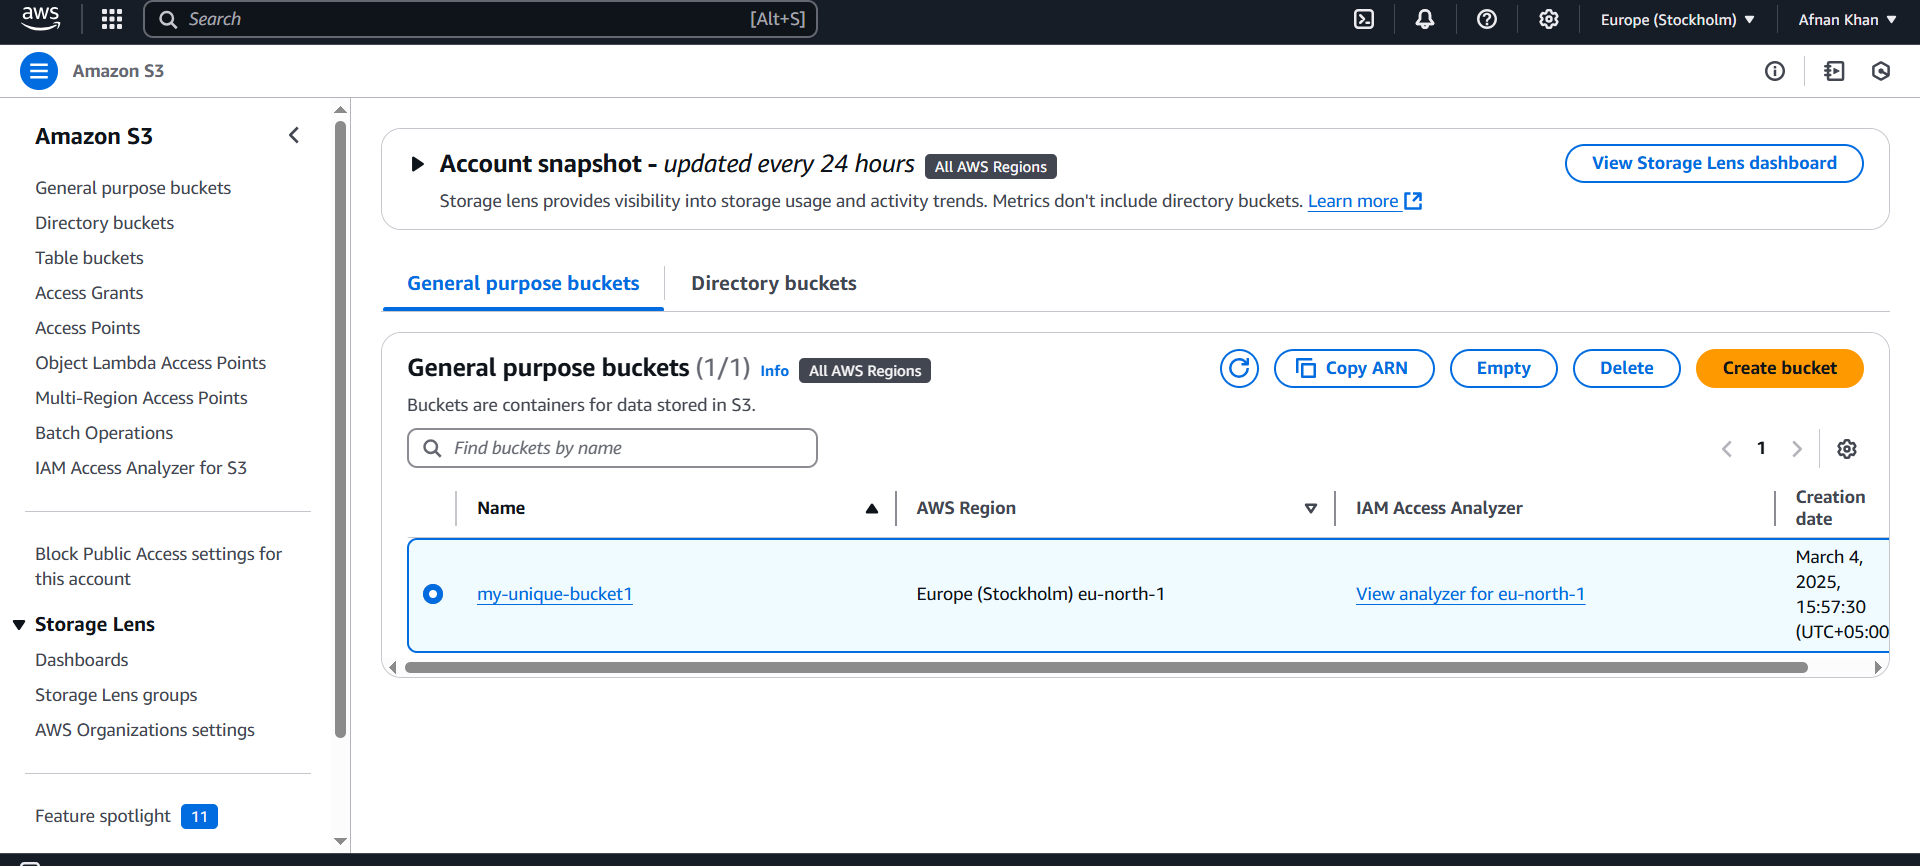 aws
Search [Alt+S]
Europe (Stockholm)
Afnan Khan
Amazon S3
Amazon S3
General purpose buckets
Directory buckets
Table buckets
Access Grants
Access Points
Object Lambda Access Points
Multi-Region Access Points
Batch Operations
IAM Access Analyzer for S3
Block Public Access settings for
this account
Storage Lens
Dashboards
Storage Lens groups
AWS Organizations settings
Feature spotlight 11
Account snapshot - updated every 24 hours All AWS Regions
View Storage Lens dashboard
Storage lens provides visibility into storage usage and activity trends. Metrics don't include directory buckets. Learn more
General purpose buckets Directory buckets
General purpose buckets (1/1) Info All AWS Regions
Copy ARN Empty Delete Create bucket
Buckets are containers for data stored in S3.
Find buckets by name
1
Name AWS Region IAM Access Analyzer Creation
date
my-unique-bucket1 Europe (Stockholm) eu-north-1 View analyzer for eu-north-1
March 4,
2025,
15:57:30
(UTC+05:00